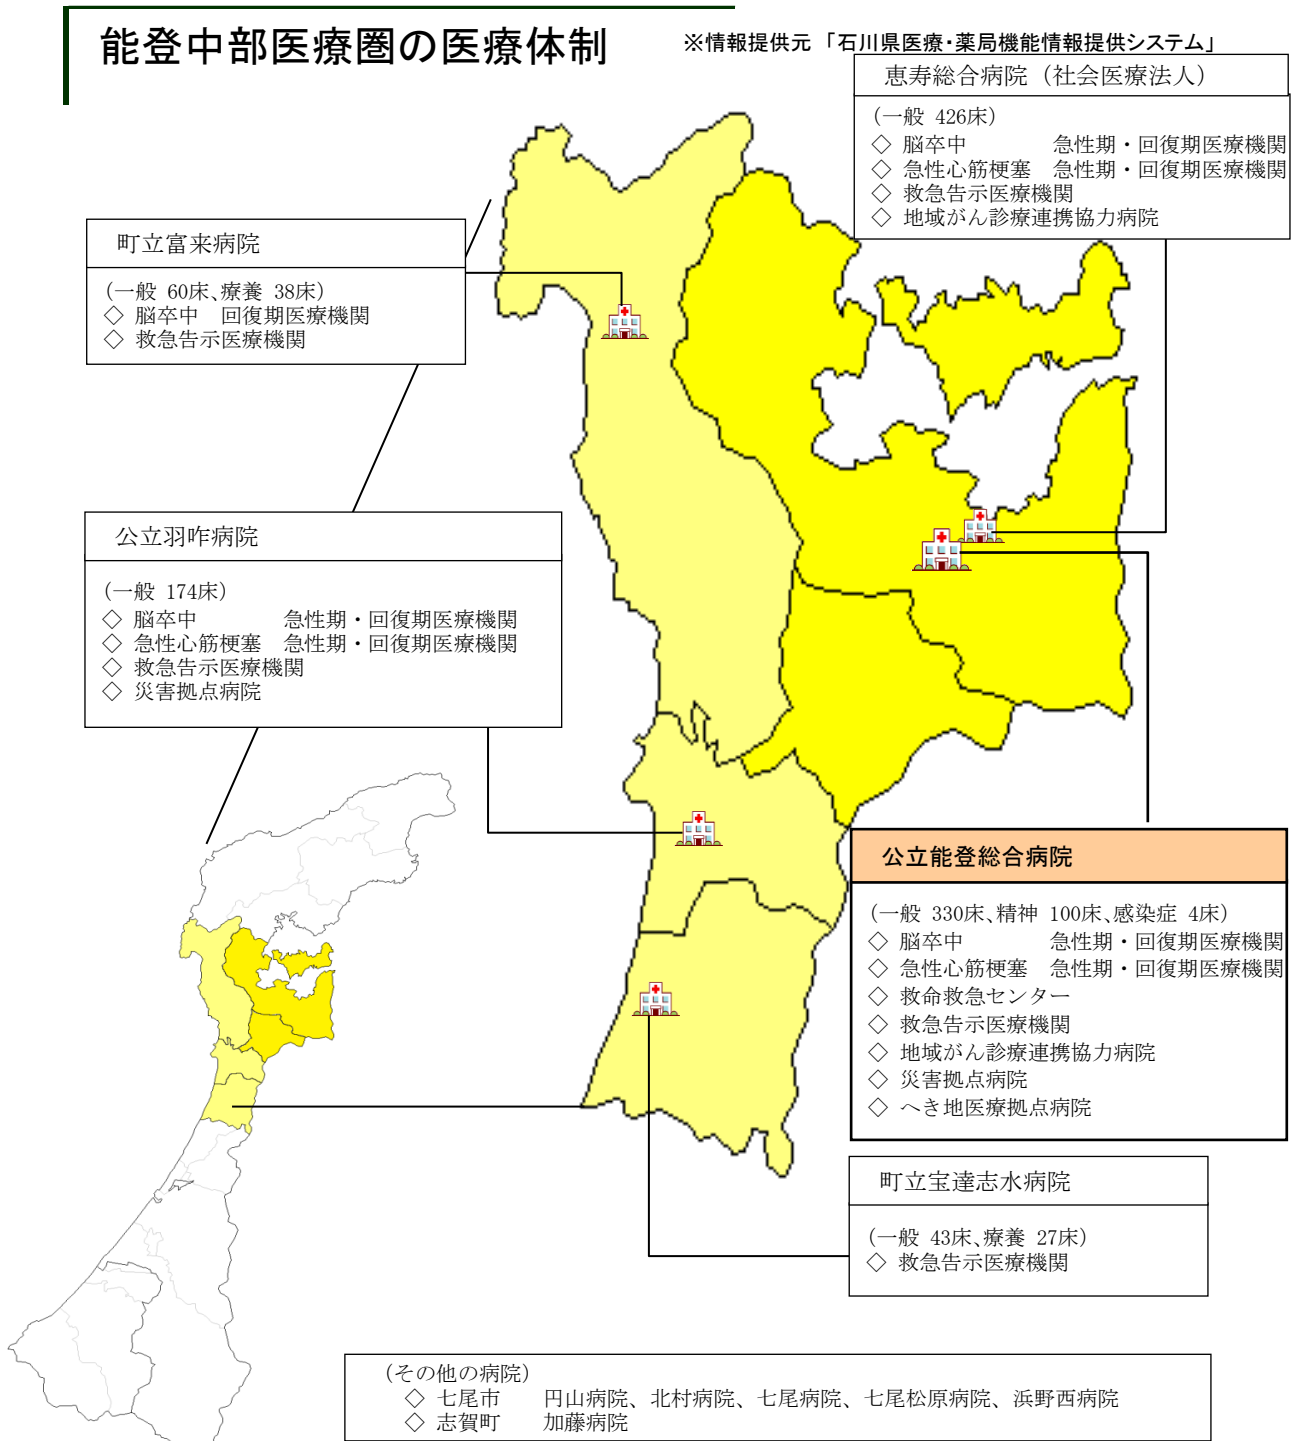 能登中部医療圏の医療体制
※情報提供元 「石川県医療・薬局機能情報提供システム」
恵寿総合病院（社会医療法人）
（一般 426床）
◇ 脳卒中　　　　急性期・回復期医療機関
◇ 急性心筋梗塞　急性期・回復期医療機関
◇ 救急告示医療機関
◇ 地域がん診療連携協力病院
町立富来病院
（一般 60床、療養 38床）
◇ 脳卒中　回復期医療機関
◇ 救急告示医療機関
公立羽咋病院
（一般 174床）
◇ 脳卒中　　　　急性期・回復期医療機関
◇ 急性心筋梗塞　急性期・回復期医療機関
◇ 救急告示医療機関
◇ 災害拠点病院
公立能登総合病院
（一般 330床、精神 100床、感染症 4床）
◇ 脳卒中　　　　急性期・回復期医療機関
◇ 急性心筋梗塞　急性期・回復期医療機関
◇ 救命救急センター
◇ 救急告示医療機関
◇ 地域がん診療連携協力病院
◇ 災害拠点病院
◇ へき地医療拠点病院
町立宝達志水病院
（一般 43床、療養 27床）
◇ 救急告示医療機関
（その他の病院）
◇ 七尾市　　円山病院、北村病院、七尾病院、七尾松原病院、浜野西病院
◇ 志賀町　　加藤病院